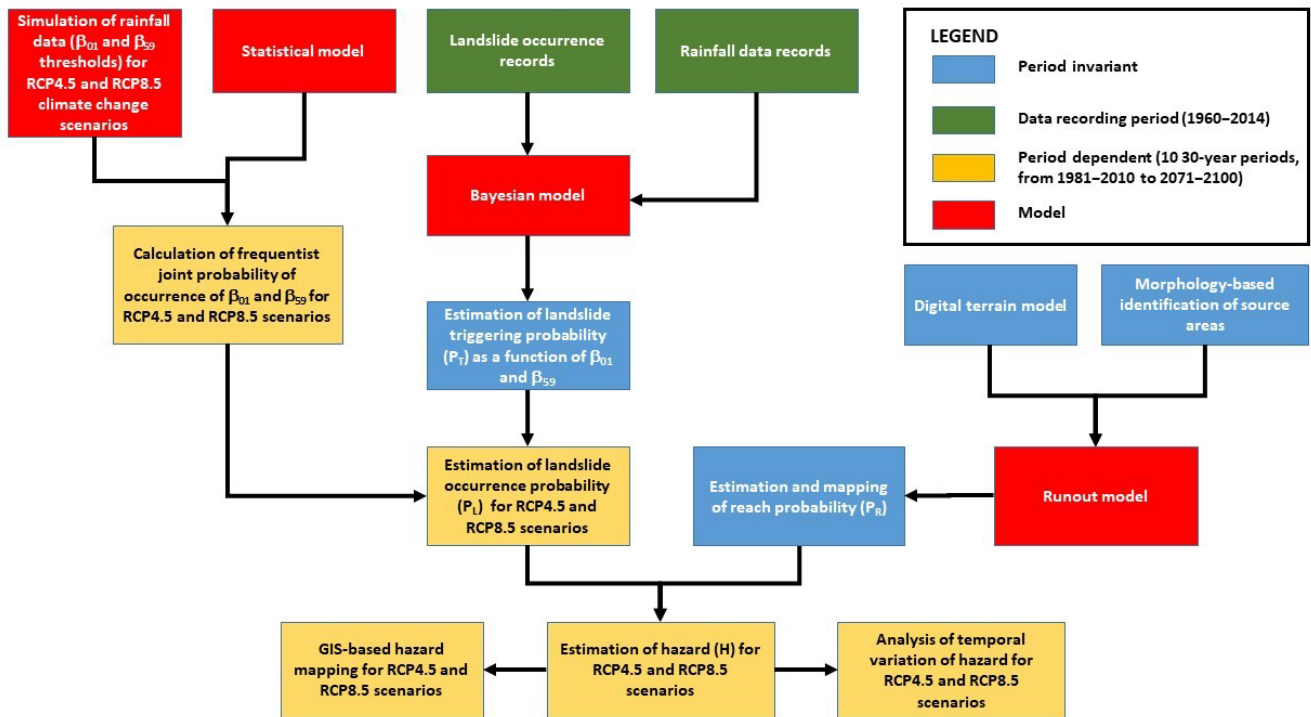 Simulation of rainfall
data (β01 and β59
thresholds) for
RCP4.5 and RCP8.5
climate change
scenarios
Statistical model
Landslide occurrence
records
Rainfall data records
LEGEND
Period invariant
Data recording period (1960–2014)
Period dependent (10 30-year periods,
from 1981–2010 to 2071–2100)
Model
Bayesian model
Calculation of frequentist
joint probability of
occurrence of β01 and β59 for
RCP4.5 and RCP8.5 scenarios
Estimation of landslide
triggering probability
(PT) as a function of β01
and β59
Digital terrain model
Morphology-based
identification of source
areas
Estimation of landslide
occurrence probability
(PL) for RCP4.5 and
RCP8.5 scenarios
Estimation and mapping
of reach probability (PR)
Runout model
GIS-based hazard
mapping for RCP4.5 and
RCP8.5 scenarios
Estimation of hazard (H) for
RCP4.5 and RCP8.5
scenarios
Analysis of temporal
variation of hazard for
RCP4.5 and RCP8.5
scenarios